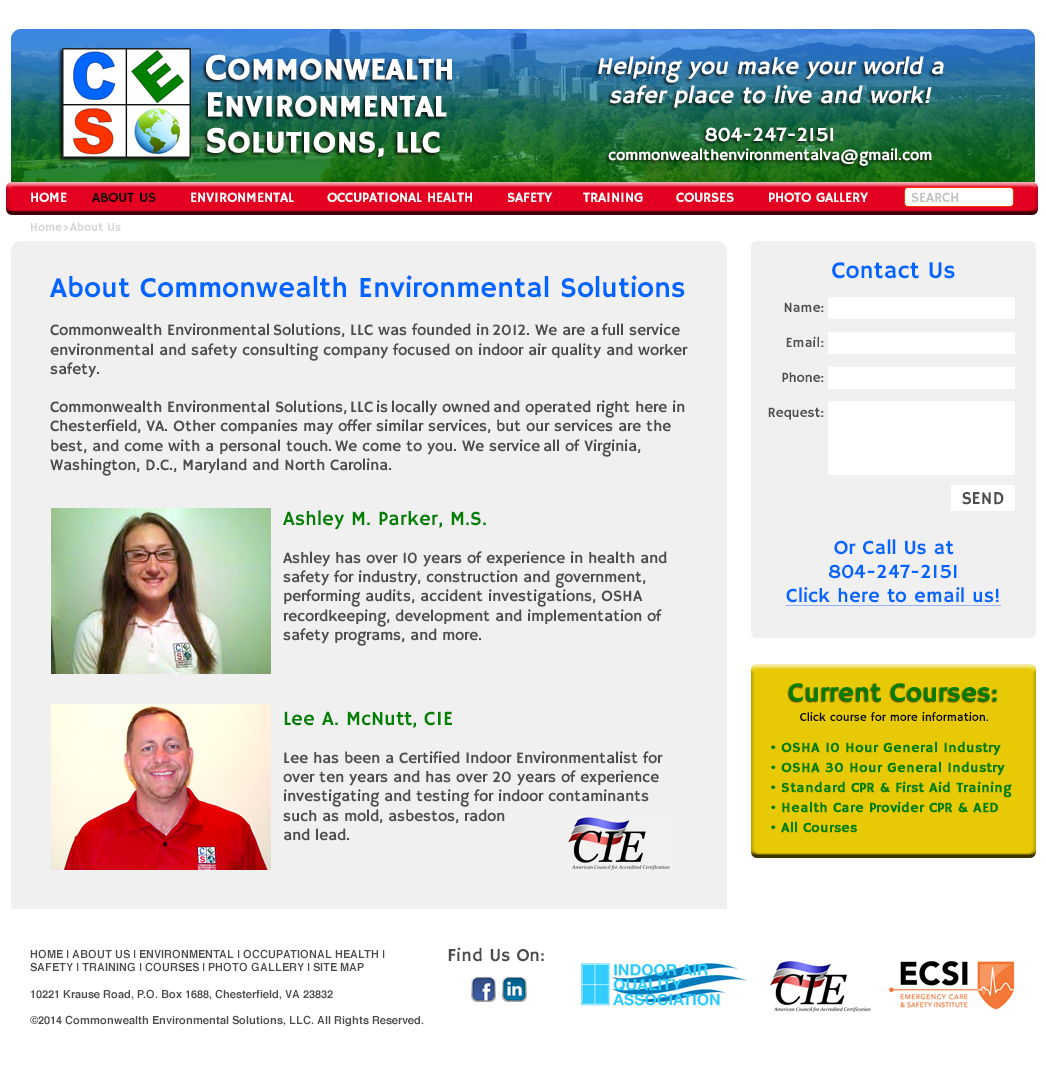 C E
S
COMMONWEALTH
ENVIRONMENTAL
SOLUTIONS, LLC
Helping you make your world a
safer place to live and work!
804-247-2151
commonwealthenvironmentalva@gmail.com
HOME ABOUT US ENVIRONMENTAL OCCUPATIONAL HEALTH SAFETY TRAINING COURSES PHOTO GALLERY SEARCH
Home > About Us
About Commonwealth Environmental Solutions
Commonwealth Environmental Solutions, LLC was founded in 2012. We are a full service
environmental and safety consulting company focused on indoor air quality and worker
safety.
Commonwealth Environmental Solutions, LLC is locally owned and operated right here in
Chesterfield, VA. Other companies may offer similar services, but our services are the
best, and come with a personal touch. We come to you. We service all of Virginia,
Washington, D.C., Maryland and North Carolina.
Ashley M. Parker, M.S.
Ashley has over 10 years of experience in health and
safety for industry, construction and government,
performing audits, accident investigations, OSHA
recordkeeping, development and implementation of
safety programs, and more.
C E
S
Lee A. McNutt, CIE
Lee has been a Certified Indoor Environmentalist for
over ten years and has over 20 years of experience
investigating and testing for indoor contaminants
such as mold, asbestos, radon
and lead.
C E
S
CIE
American Council for Accredited Certification
Contact Us
Name:
Email:
Phone:
Request:
SEND
Or Call Us at
804-247-2151
Click here to email us!
Current Courses:
Click course for more information.
• OSHA 10 Hour General Industry
• OSHA 30 Hour General Industry
• Standard CPR & First Aid Training
• Health Care Provider CPR & AED
• All Courses
HOME | ABOUT US | ENVIRONMENTAL | OCCUPATIONAL HEALTH |
SAFETY | TRAINING | COURSES | PHOTO GALLERY | SITE MAP
10221 Krause Road, P.O. Box 1688, Chesterfield, VA 23832
©2014 Commonwealth Environmental Solutions, LLC. All Rights Reserved.
Find Us On:
f in
INDOOR AIR
QUALITY
ASSOCIATION
CIE
American Council for Accredited Certification
ECSI
EMERGENCY CARE
& SAFETY INSTITUTE